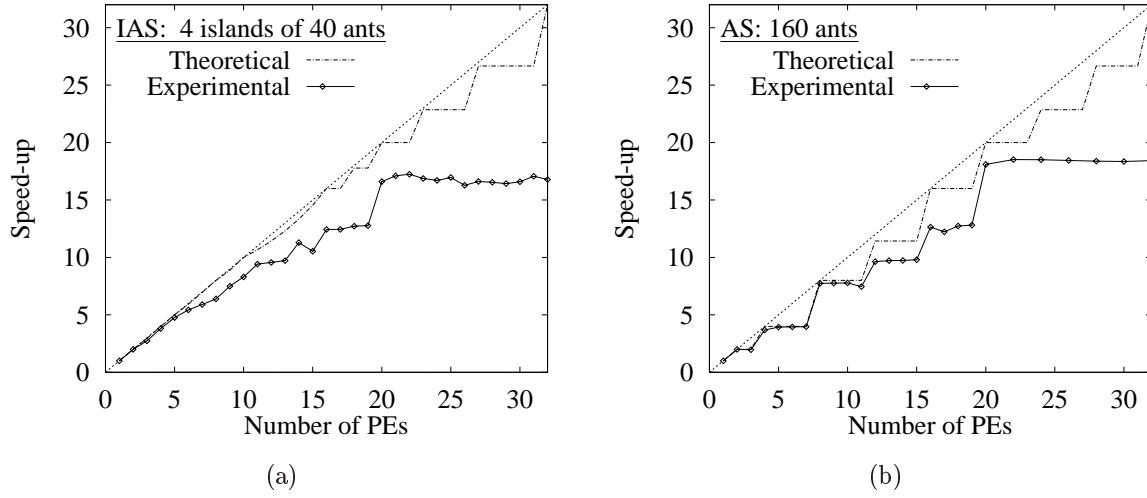 IAS: 4 islands of 40 ants
Theoretical
Experimental
Speed-up
30
25
20
15
10
5
0
0 5 10 15 20 25 30
Number of PEs
(a)
AS: 160 ants
Theoretical
Experimental
Speed-up
30
25
20
15
10
5
0
0 5 10 15 20 25 30
Number of PEs
(b)